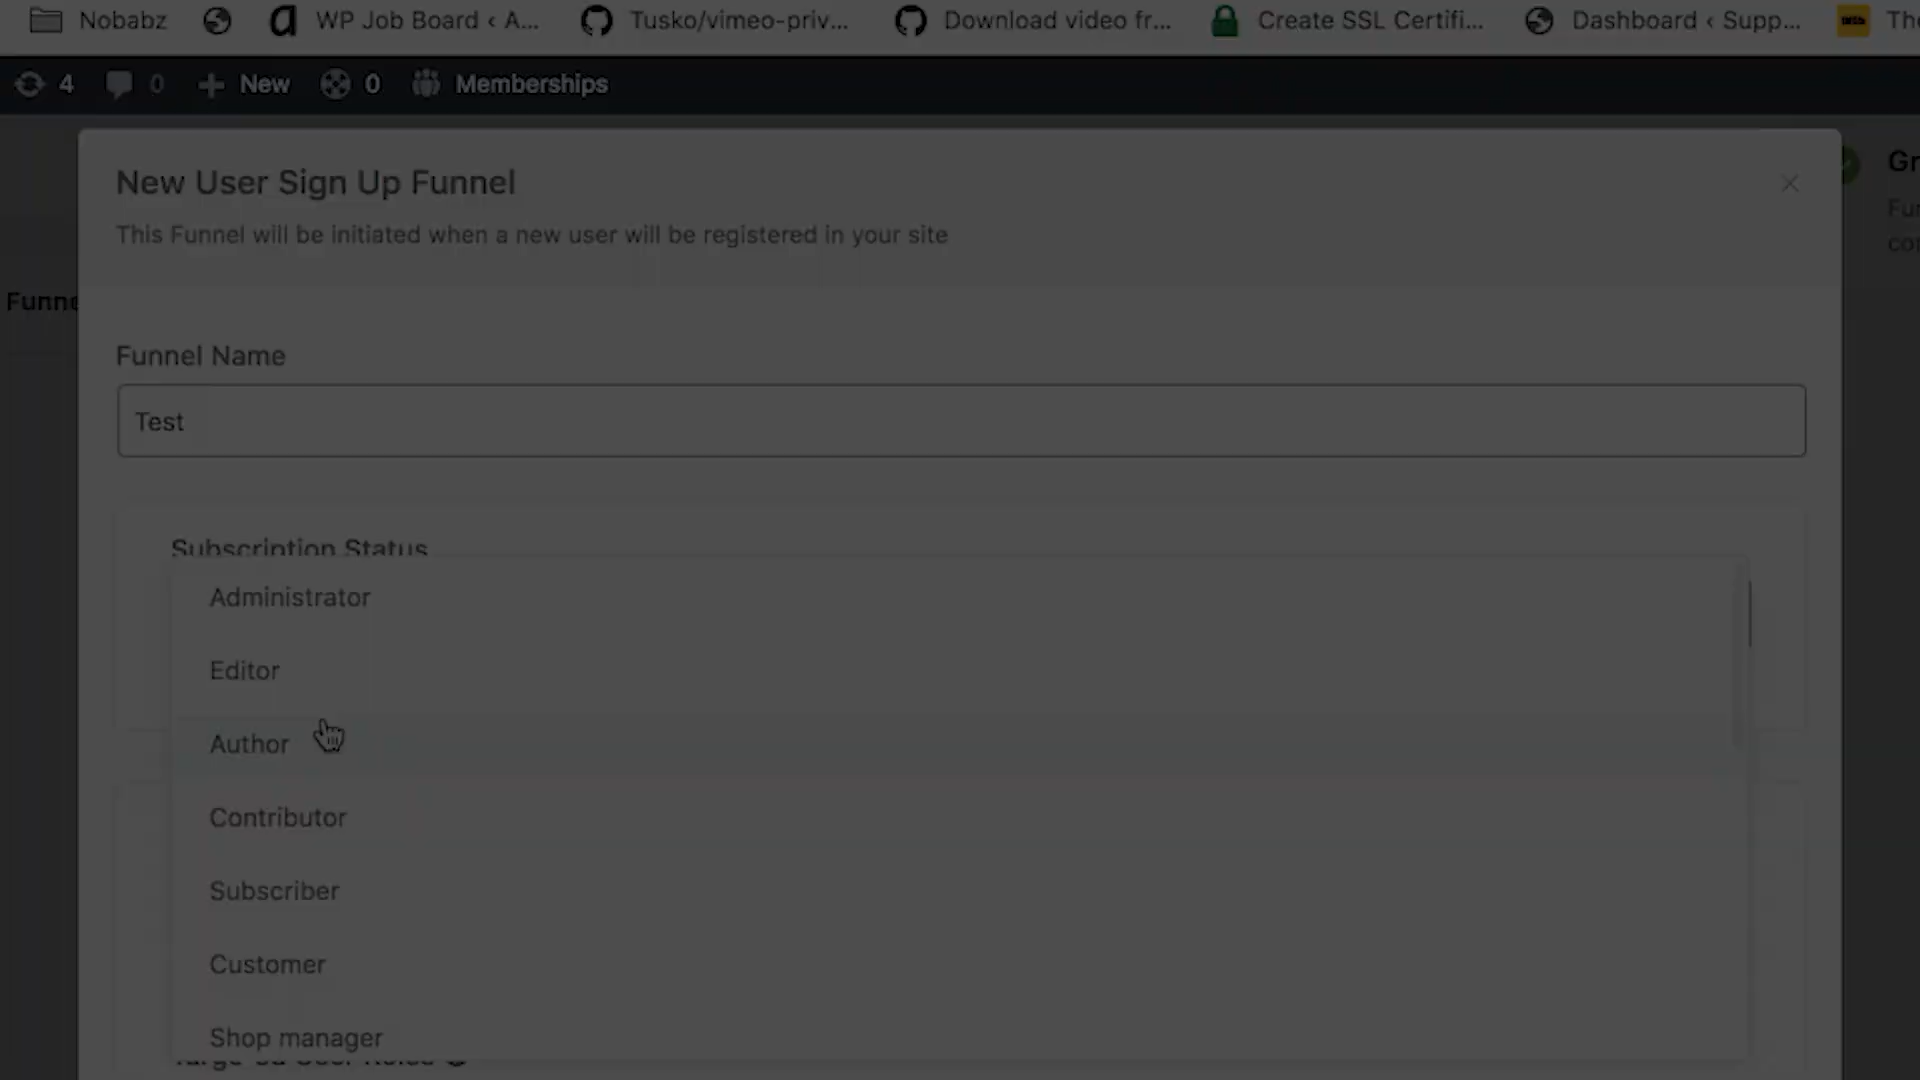 Nobabz
WP Job Board ‹ A...
Tusko/vimeo-priv...
Download video fr...
Create SSL Certifi...
Dashboard ‹ Supp...
4
0
New
0
Memberships
New User Sign Up Funnel
This Funnel will be initiated when a new user will be registered in your site
Funnel Name
Test
Subscription Status
Administrator
Editor
Author
Contributor
Subscriber
Customer
Shop manager